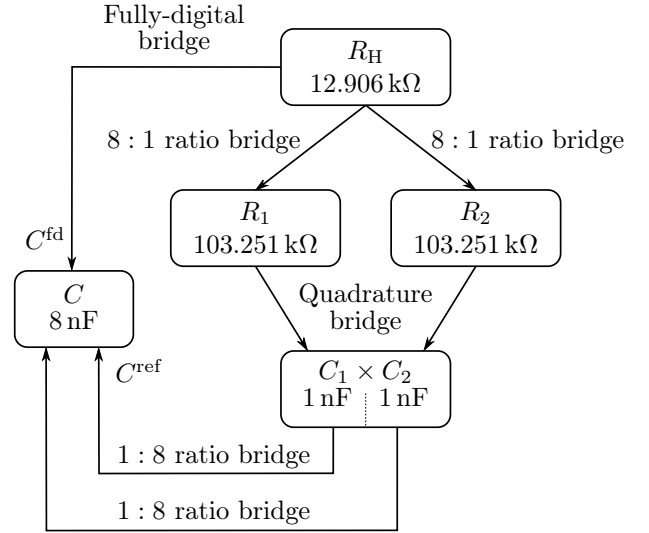 Fully-digital
bridge
R_H
12.906 kΩ
8 : 1 ratio bridge
8 : 1 ratio bridge
R_1
103.251 kΩ
R_2
103.251 kΩ
C^fd
C
8 nF
Quadrature
bridge
C^ref
C_1 × C_2
1 nF 1 nF
1 : 8 ratio bridge
1 : 8 ratio bridge